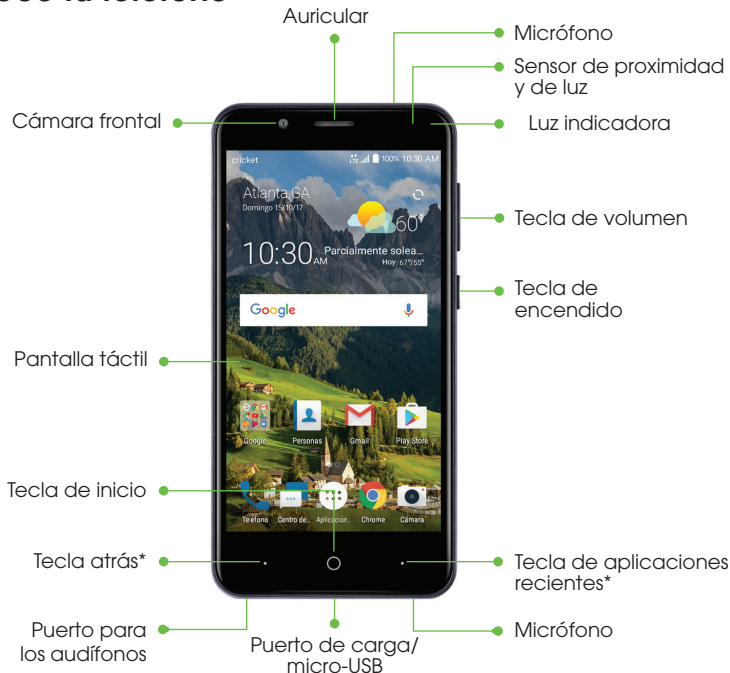 Auricular
Micrófono
Sensor de proximidad
y de luz
Cámara frontal
Luz indicadora
cricket
LTE 100% 10:30 AM
Atlanta,GA
Domingo 15/10/17
60°
10:30 AM
Parcialmente solea...
Hoy: 67°/55°
Tecla de volumen
Tecla de
encendido
Google
Pantalla táctil
Google
Personas
Gmail
Play Store
Tecla de inicio
Teléfono
Centro de..
Aplicacion..
Chrome
Cámara
Tecla atrás*
Tecla de aplicaciones
recientes*
Puerto para
los audífonos
Puerto de carga/
micro-USB
Micrófono